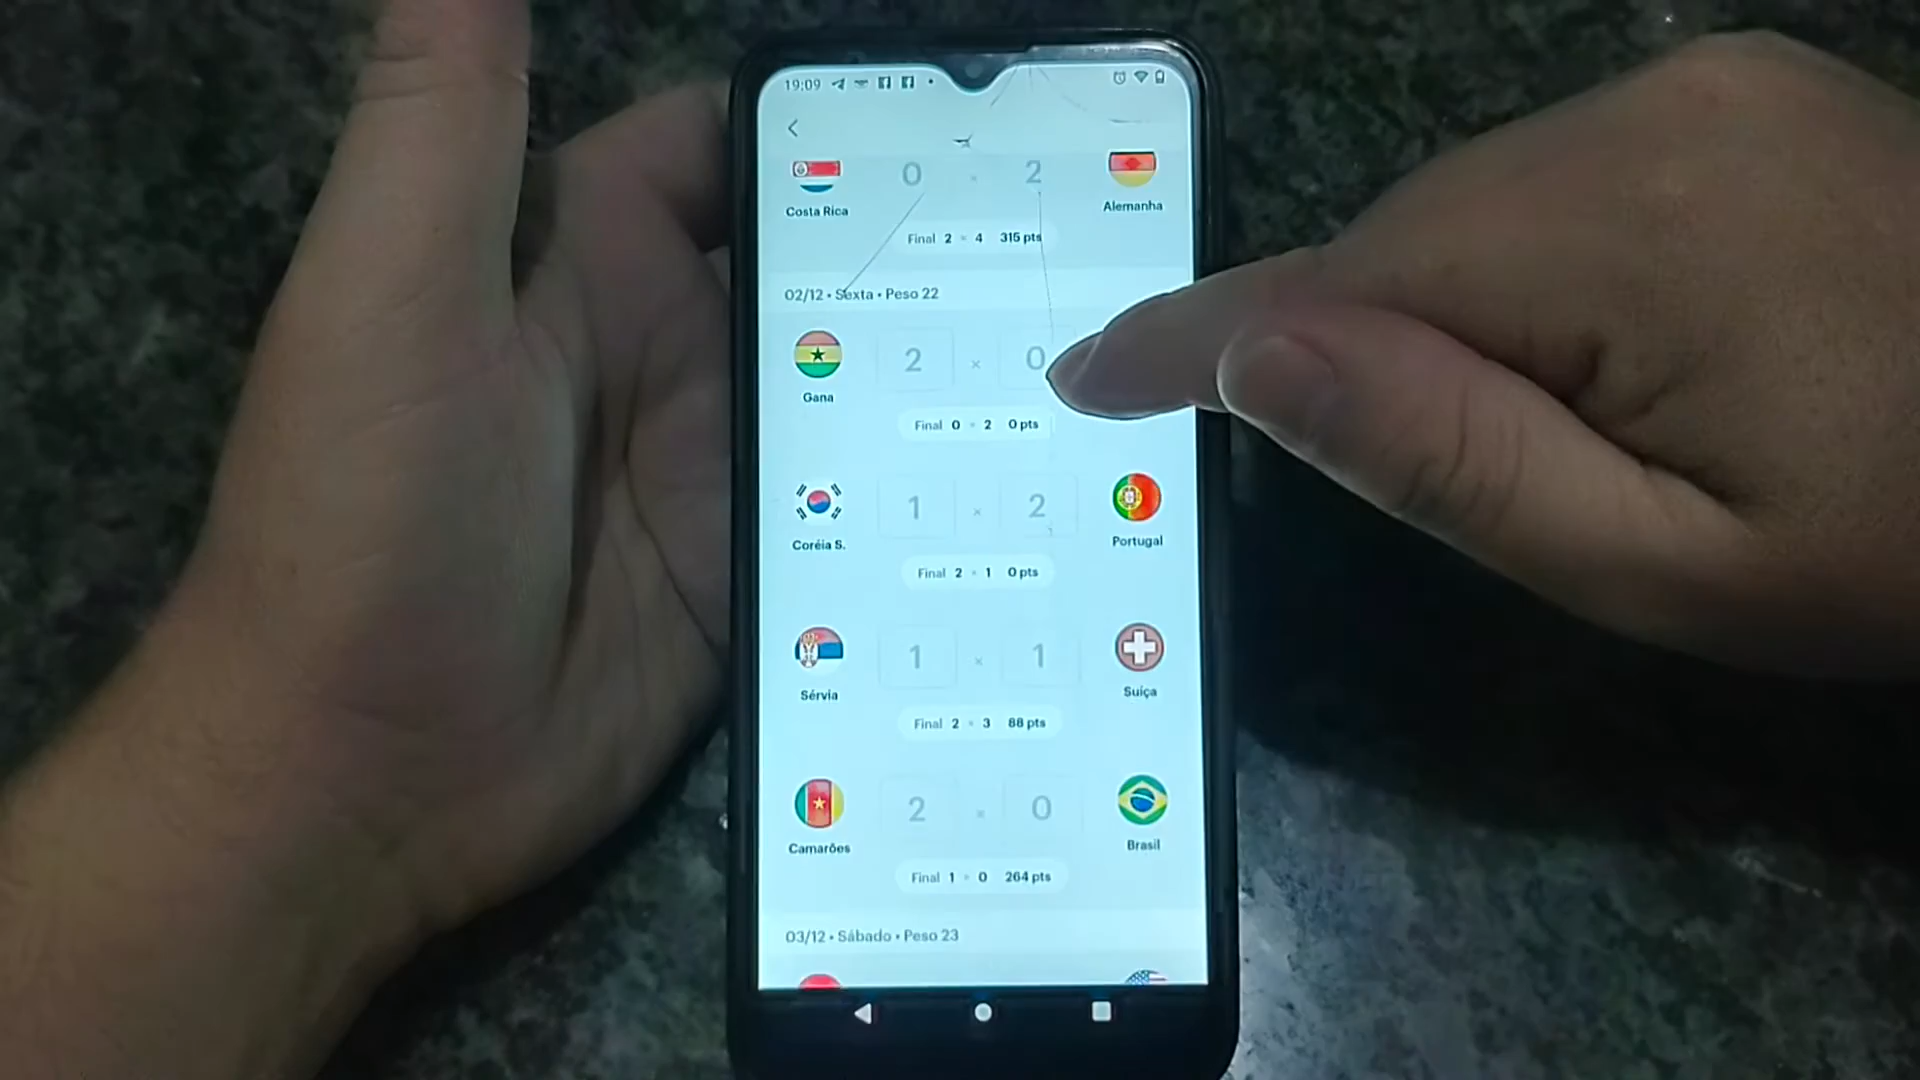 19:09
0 × 2
Costa Rica Alemanha
Final 2 × 4 315 pts
02/12 • Sexta • Peso 22
2 × 0
Gana
Final 0 × 2 0 pts
1 × 2
Coréia S. Portugal
Final 2 × 1 0 pts
1 × 1
Sérvia Suíça
Final 2 × 3 88 pts
2 × 0
Camarões Brasil
Final 1 × 0 264 pts
03/12 • Sábado • Peso 23